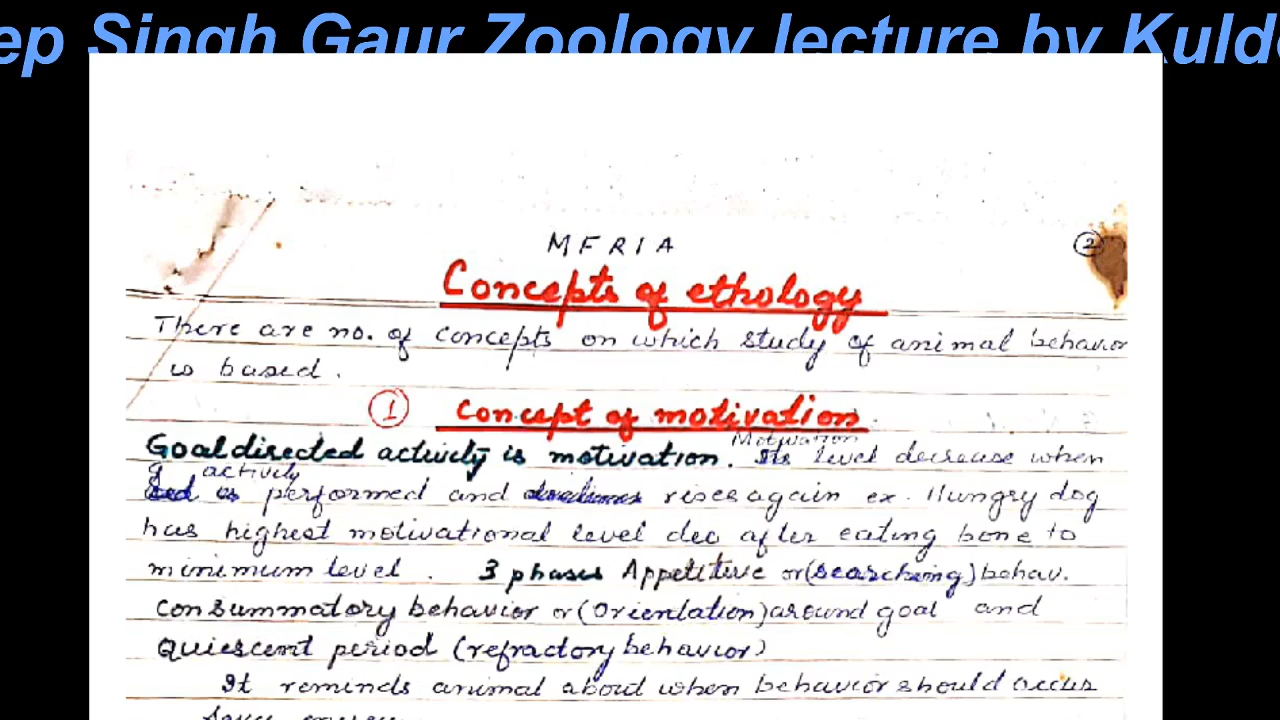 ep Singh Gaur Zoology lecture by Kulde
M F R I A
2
Concepts of ethology
There are no. of concepts on which study of animal behavior
is based.
1 Concept of motivation
Motivation
Goal directed activity is motivation. Its level decrease when
activity
is performed and rises again ex. Hungry dog
has highest motivational level dec after eating bone to
minimum level. 3 phases Appetitive or (searching) behav.
consummatory behavior or (Orientation) around goal and
Quiescent period (refractory behavior)
It reminds animal about when behavior should occur